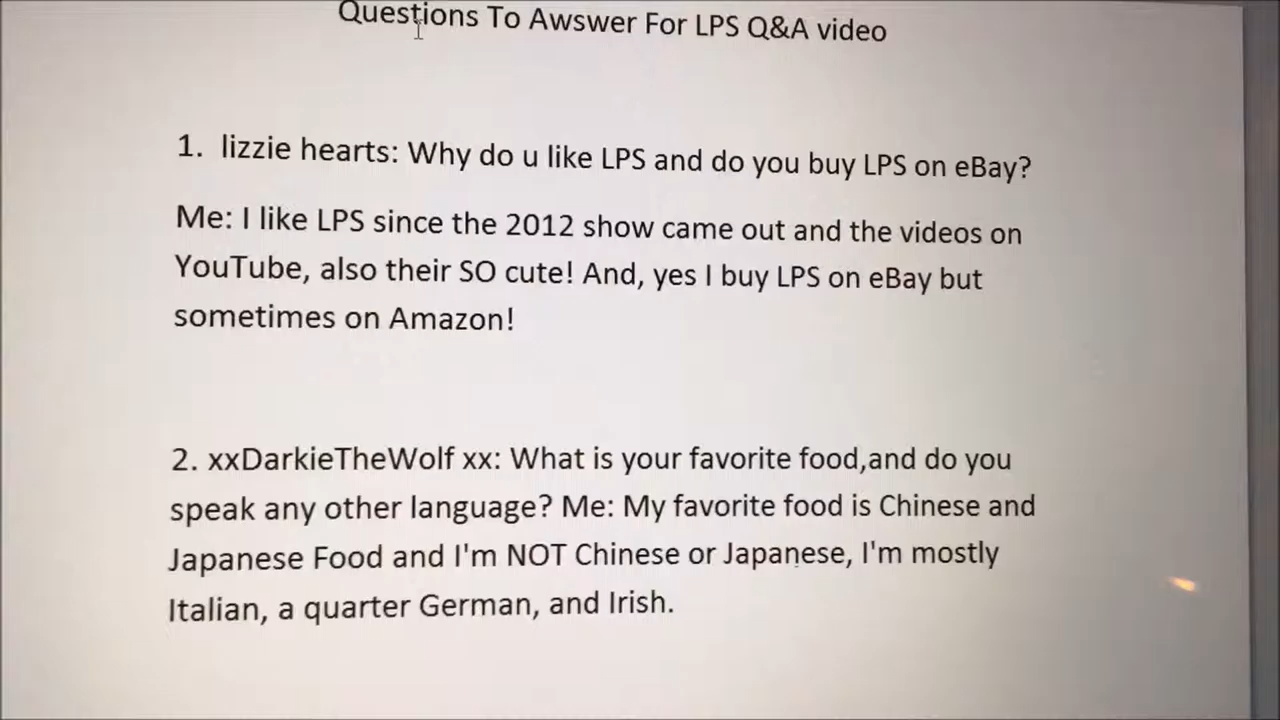 Questions To Awswer For LPS Q&A video
1. lizzie hearts: Why do u like LPS and do you buy LPS on eBay?
Me: I like LPS since the 2012 show came out and the videos on
YouTube, also their SO cute! And, yes I buy LPS on eBay but
sometimes on Amazon!
2. xxDarkieTheWolf xx: What is your favorite food,and do you
speak any other language? Me: My favorite food is Chinese and
Japanese Food and I'm NOT Chinese or Japanese, I'm mostly
Italian, a quarter German, and Irish.